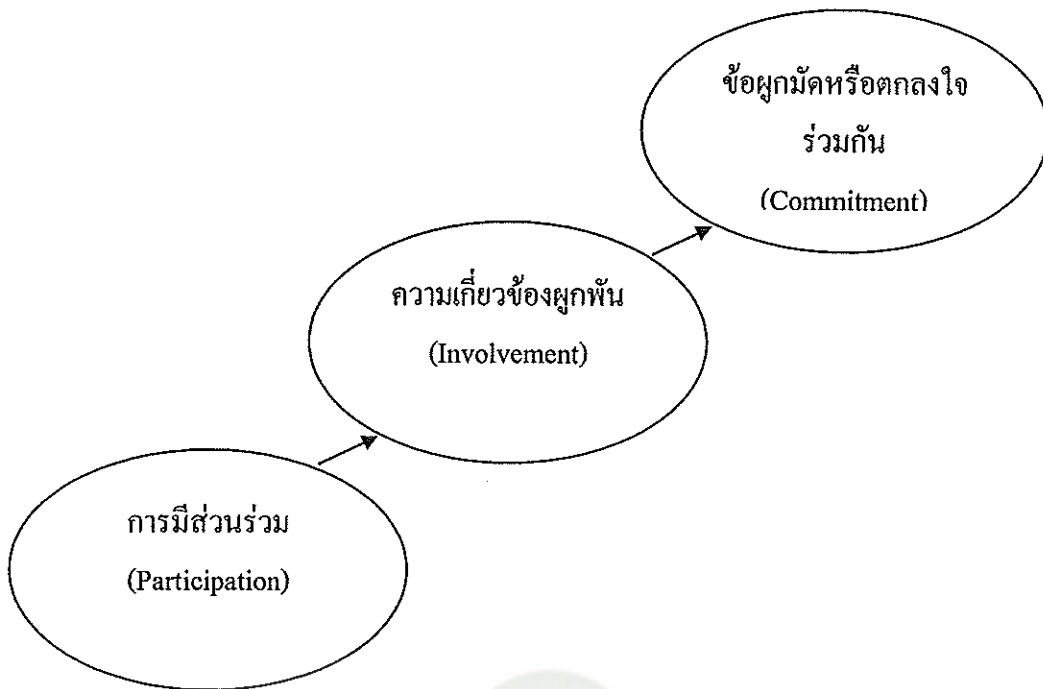 ข้อผูกมัดหรือตกลงใจ
ร่วมกัน
(Commitment)
ความเกี่ยวข้องผูกพัน
(Involvement)
การมีส่วนร่วม
(Participation)